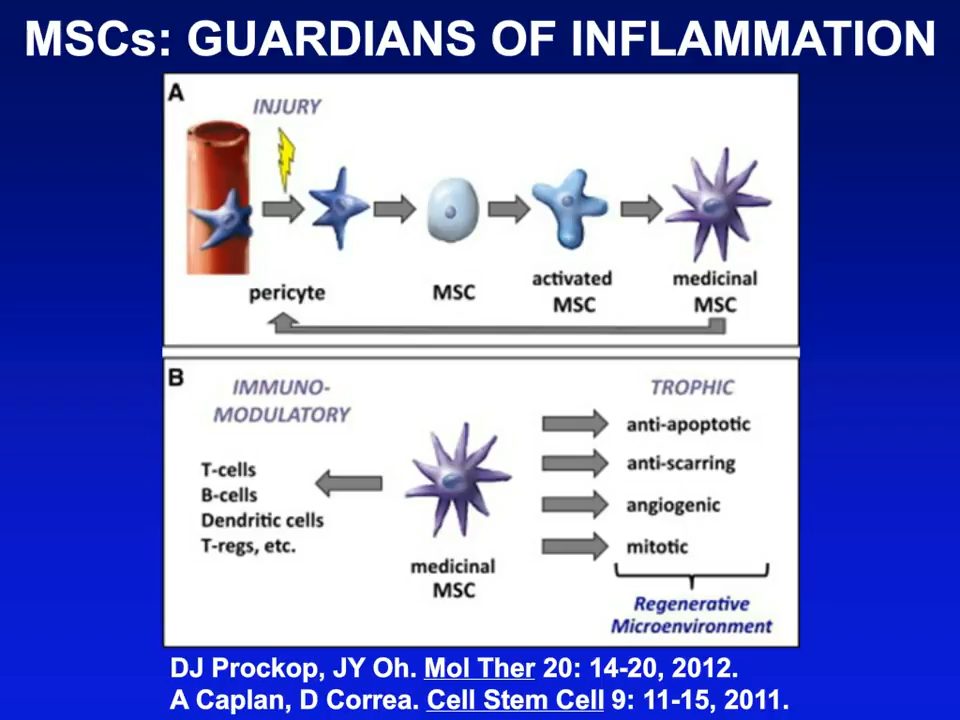 MSCs: GUARDIANS OF INFLAMMATION
A
INJURY
pericyte
MSC
activated
MSC
medicinal
MSC
B
IMMUNO-
MODULATORY
T-cells
B-cells
Dendritic cells
T-regs, etc.
medicinal
MSC
TROPHIC
anti-apoptotic
anti-scarring
angiogenic
mitotic
Regenerative
Microenvironment
DJ Prockop, JY Oh. Mol Ther 20: 14-20, 2012.
A Caplan, D Correa. Cell Stem Cell 9: 11-15, 2011.